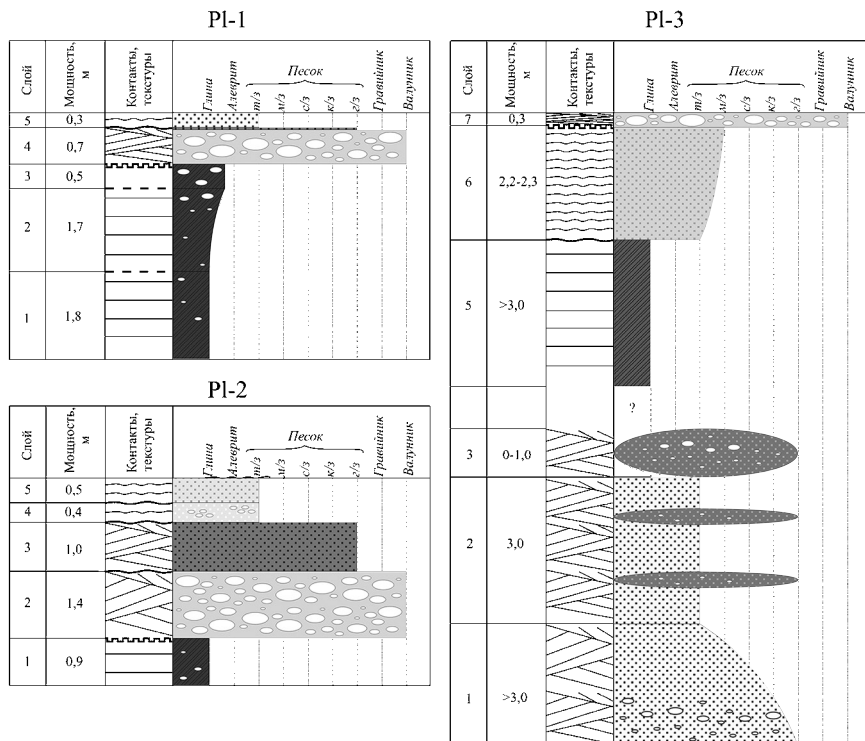 Pl-1
Слой
Мощность, м
Контакты, текстуры
Глина
Алеврит
Песок
т/з
м/з
с/з
к/з
г/з
Гравийник
Валунник
5 0,3
4 0,7
3 0,5
2 1,7
1 1,8
Pl-2
Слой
Мощность, м
Контакты, текстуры
Глина
Алеврит
Песок
т/з
м/з
с/з
к/з
г/з
Гравийник
Валунник
5 0,5
4 0,4
3 1,0
2 1,4
1 0,9
Pl-3
Слой
Мощность, м
Контакты, текстуры
Глина
Алеврит
Песок
т/з
м/з
с/з
к/з
г/з
Гравийник
Валунник
7 0,3
6 2,2-2,3
5 >3,0
?
3 0-1,0
2 3,0
1 >3,0